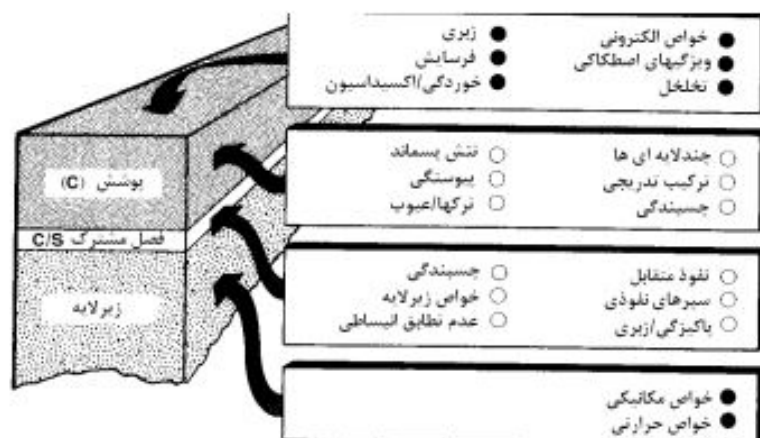 خواص الکترونی
ویژگیهای اصطکاکی
تخلخل
زبری
فرسایش
خوردگی/اکسیداسیون
چندلایه ای ها
ترکیب تدریجی
چسبندگی
تنش پسماند
پیوستگی
ترکها/عیوب
نفوذ متقابل
سپرهای نفوذی
پاکیزگی/زبری
چسبندگی
خواص زیرلایه
عدم تطابق انبساطی
خواص مکانیکی
خواص حرارتی
پوشش (C)
فصل مشترک C/S
زیرلایه